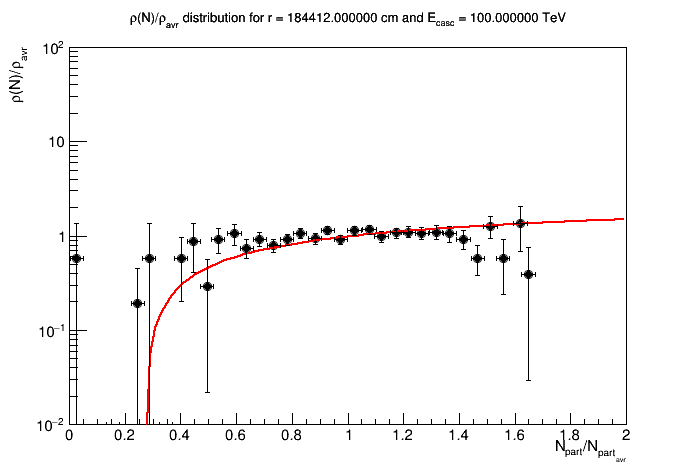 ρ(N)/ρavr distribution for r = 184412.000000 cm and Ecasc = 100.000000 TeV
ρ(N)/ρavr
10²
10
1
10⁻¹
10⁻²
0 0.2 0.4 0.6 0.8 1 1.2 1.4 1.6 1.8 2
Npart/Npartavr